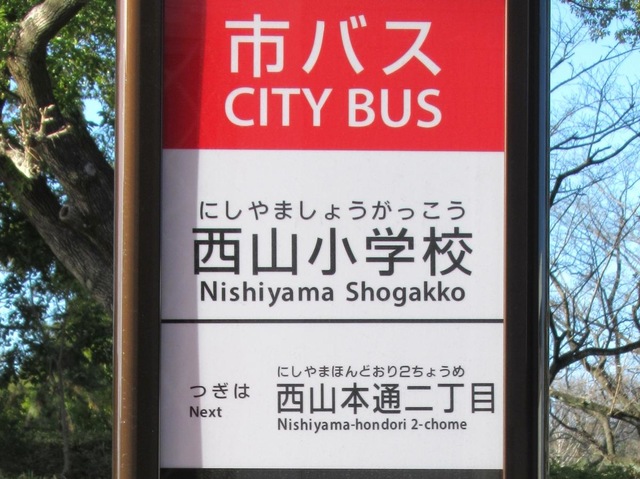 市バス
CITY BUS
にしやましょうがっこう
西山小学校
Nishiyama Shogakko
にしやまほんどおり2ちょうめ
つぎは 西山本通二丁目
Next Nishiyama-hondori 2-chome